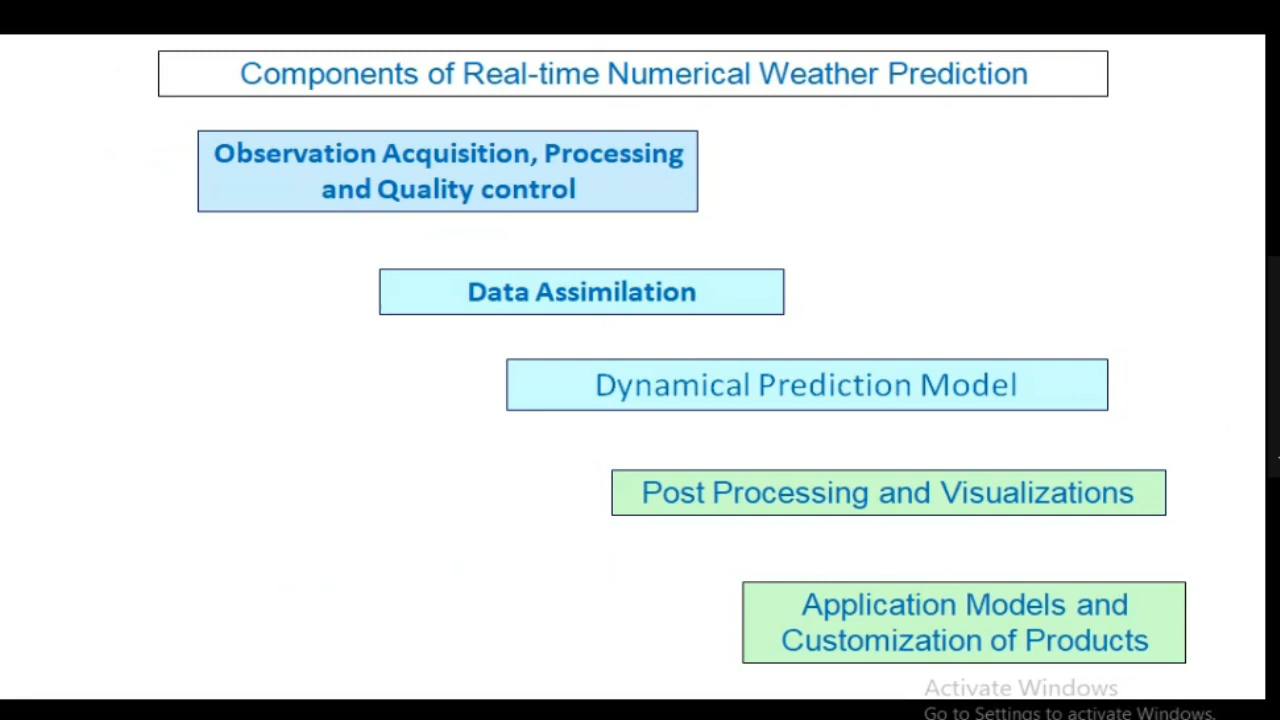 Components of Real-time Numerical Weather Prediction
Observation Acquisition, Processing
and Quality control
Data Assimilation
Dynamical Prediction Model
Post Processing and Visualizations
Application Models and
Customization of Products
Activate Windows
Go to Settings to activate Windows.